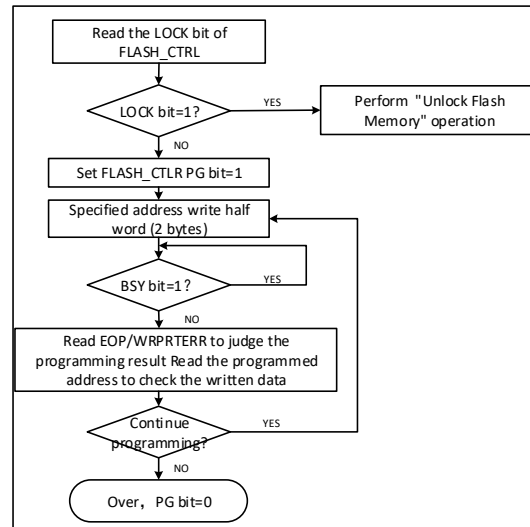 Read the LOCK bit of
FLASH_CTRL
LOCK bit=1?
YES
Perform "Unlock Flash
Memory" operation
NO
Set FLASH_CTLR PG bit=1
Specified address write half
word (2 bytes)
BSY bit=1?
YES
NO
Read EOP/WRPRTERR to judge the
programming result Read the programmed
address to check the written data
Continue
programming?
YES
NO
Over，PG bit=0